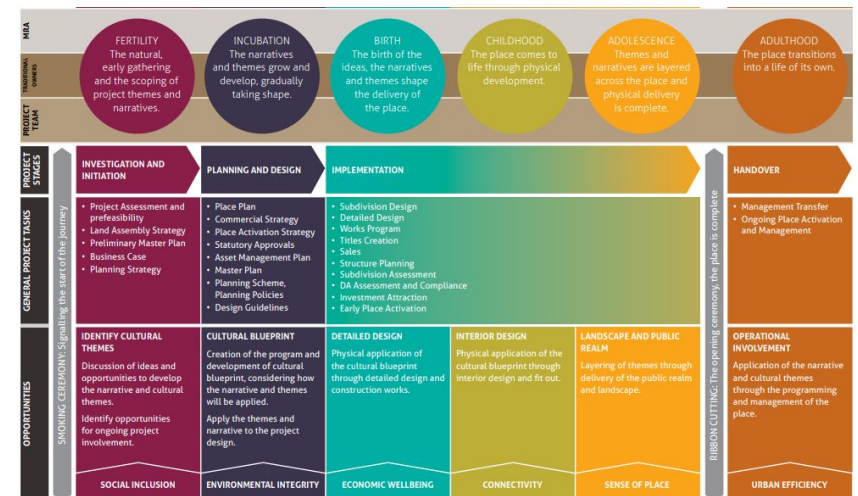 MRA
TRADITIONAL
OWNERS
PROJECT
TEAM
FERTILITY
The natural,
early gathering
and the scoping of
project themes and
narratives.
INCUBATION
The narratives
and themes grow and
develop, gradually
taking shape.
BIRTH
The birth of the
ideas, the narratives
and themes shape
the delivery of
the place.
CHILDHOOD
The place comes to
life through physical
development.
ADOLESCENCE
Themes and
narratives are layered
across the place and
physical delivery
is complete.
ADULTHOOD
The place transitions
into a life of its own.
PROJECT
STAGES
INVESTIGATION AND
INITIATION
PLANNING AND DESIGN
IMPLEMENTATION
HANDOVER
SMOKING CEREMONY: Signalling the start of the journey
RIBBON CUTTING: The opening ceremony, the place is complete
GENERAL PROJECT TASKS
• Project Assessment and
prefeasibility
• Land Assembly Strategy
• Preliminary Master Plan
• Business Case
• Planning Strategy
• Place Plan
• Commercial Strategy
• Place Activation Strategy
• Statutory Approvals
• Asset Management Plan
• Master Plan
• Planning Scheme,
Planning Policies
• Design Guidelines
• Subdivision Design
• Detailed Design
• Works Program
• Titles Creation
• Sales
• Structure Planning
• Subdivision Assessment
• DA Assessment and Compliance
• Investment Attraction
• Early Place Activation
• Management Transfer
• Ongoing Place Activation
and Management
OPPORTUNITIES
IDENTIFY CULTURAL
THEMES
Discussion of ideas and
opportunities to develop
the narrative and cultural
themes.
Identify opportunities
for ongoing project
involvement.
CULTURAL BLUEPRINT
Creation of the program and
development of cultural
blueprint, considering how
the narrative and themes
will be applied.
Apply the themes and
narrative to the project
design.
DETAILED DESIGN
Physical application of
the cultural blueprint
through detailed design and
construction works.
INTERIOR DESIGN
Physical application of the
cultural blueprint through
interior design and fit out.
LANDSCAPE AND PUBLIC
REALM
Layering of themes through
delivery of the public realm
and landscape.
OPERATIONAL
INVOLVEMENT
Application of the narrative
and cultural themes
through the programming
and management of the
place.
SOCIAL INCLUSION
ENVIRONMENTAL INTEGRITY
ECONOMIC WELLBEING
CONNECTIVITY
SENSE OF PLACE
URBAN EFFICIENCY